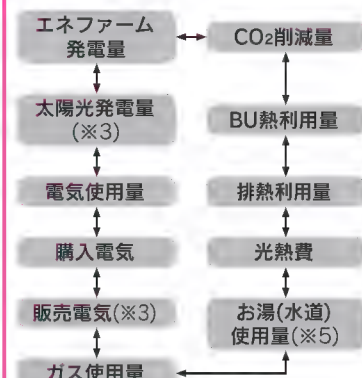 エネファーム
発電量
CO2削減量
太陽光発電量
(※3)
BU熱利用量
電気使用量
排熱利用量
購入電気
光熱費
販売電気(※3)
お湯(水道)
使用量(※5)
ガス使用量